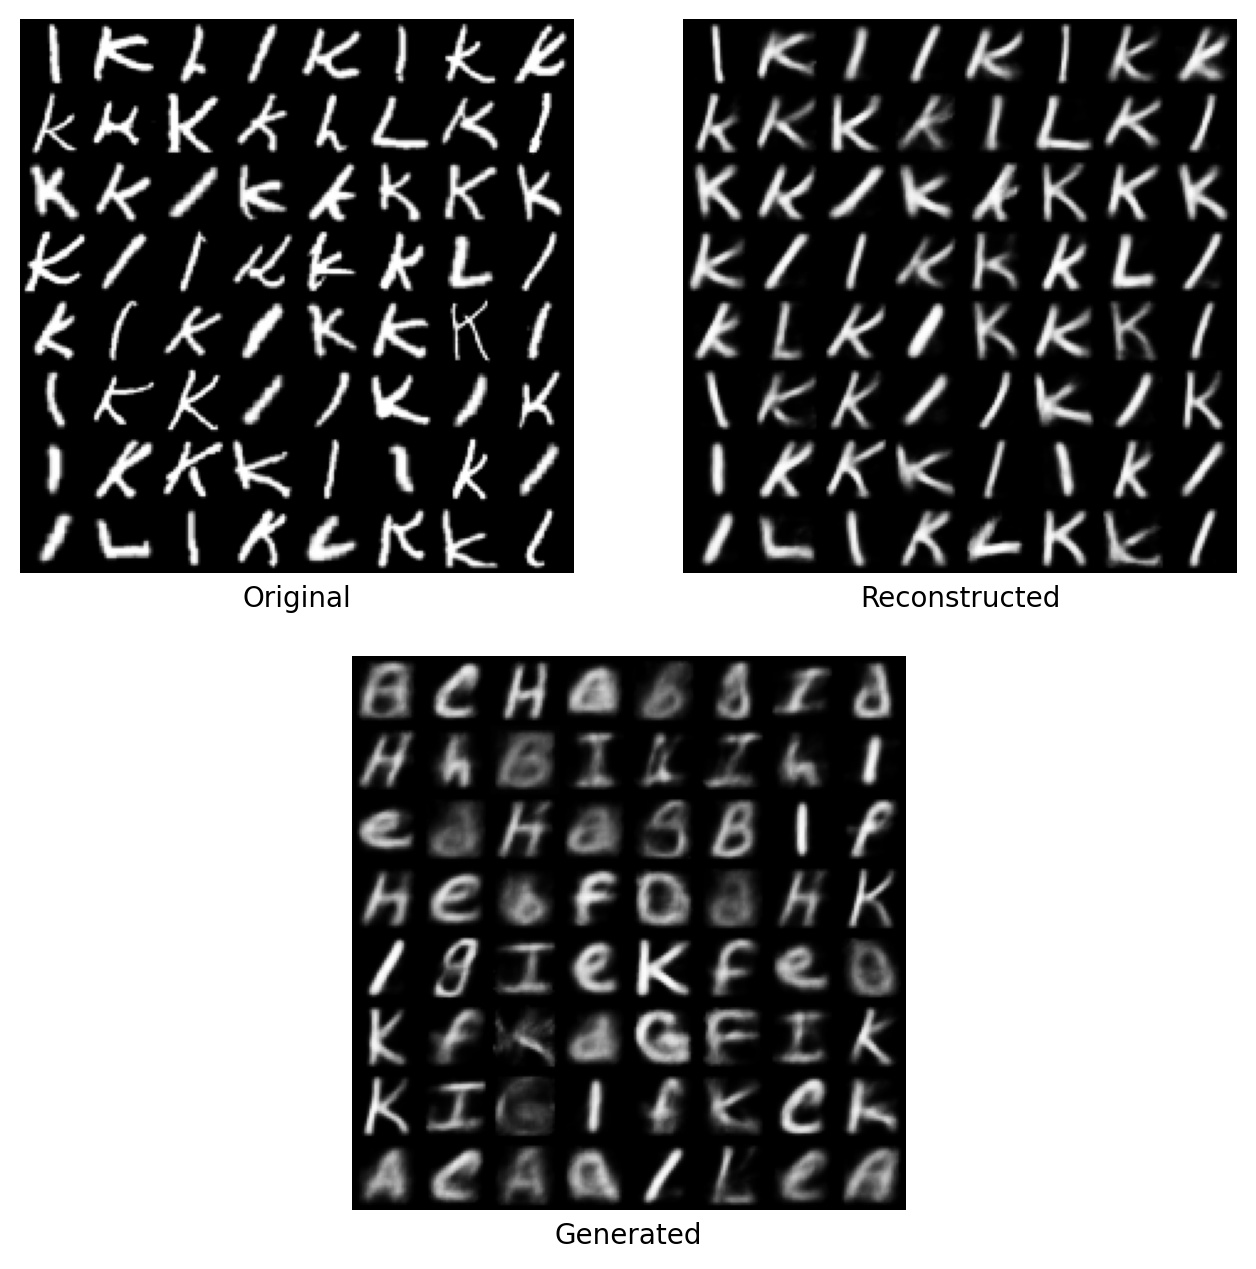 l K h l K l k k
k K K k h L K l
K K l K k K K K
K l l k k k L l
k l K l K K K l
l K K l l K l K
l K K K l l k l
l L l K L K k l
Original
l K l l K l k k
k K K K l L K l
K K l K k K K K
K l l K K k L l
k L K l K K K l
l K K l l K l K
l K K K l l k l
l L l K L K k l
Reconstructed
B C H a b g I d
H h B I I h l
e a H a g B l f
H e b f O a H K
l g I e K f e O
K f K d G F I K
K I G l f K C k
A C A a l L e A
Generated